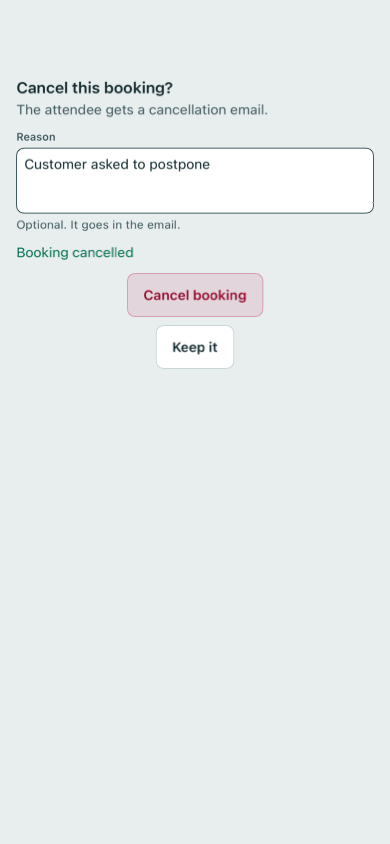 Cancel this booking?
The attendee gets a cancellation email.
Reason
Customer asked to postpone
Optional. It goes in the email.
Booking cancelled
Cancel booking
Keep it